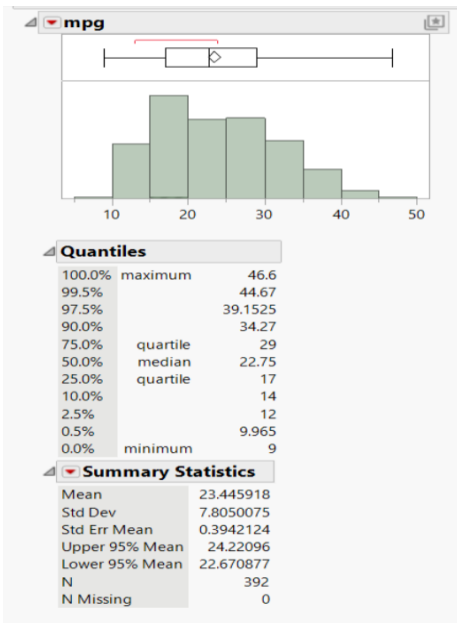 mpg
10 20 30 40 50
Quantiles
100.0% maximum 46.6
99.5% 44.67
97.5% 39.1525
90.0% 34.27
75.0% quartile 29
50.0% median 22.75
25.0% quartile 17
10.0% 14
2.5% 12
0.5% 9.965
0.0% minimum 9
Summary Statistics
Mean 23.445918
Std Dev 7.8050075
Std Err Mean 0.3942124
Upper 95% Mean 24.22096
Lower 95% Mean 22.670877
N 392
N Missing 0